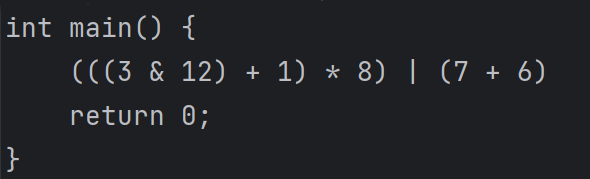 int main() {
    (((3 & 12) + 1) * 8) | (7 + 6)
    return 0;
}